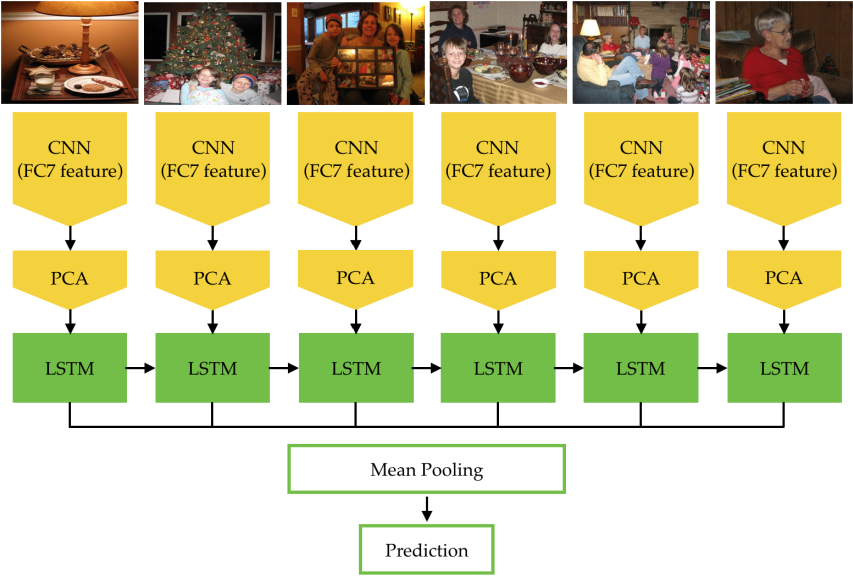 CNN
(FC7 feature)
CNN
(FC7 feature)
CNN
(FC7 feature)
CNN
(FC7 feature)
CNN
(FC7 feature)
CNN
(FC7 feature)
PCA
PCA
PCA
PCA
PCA
PCA
LSTM
LSTM
LSTM
LSTM
LSTM
LSTM
Mean Pooling
Prediction